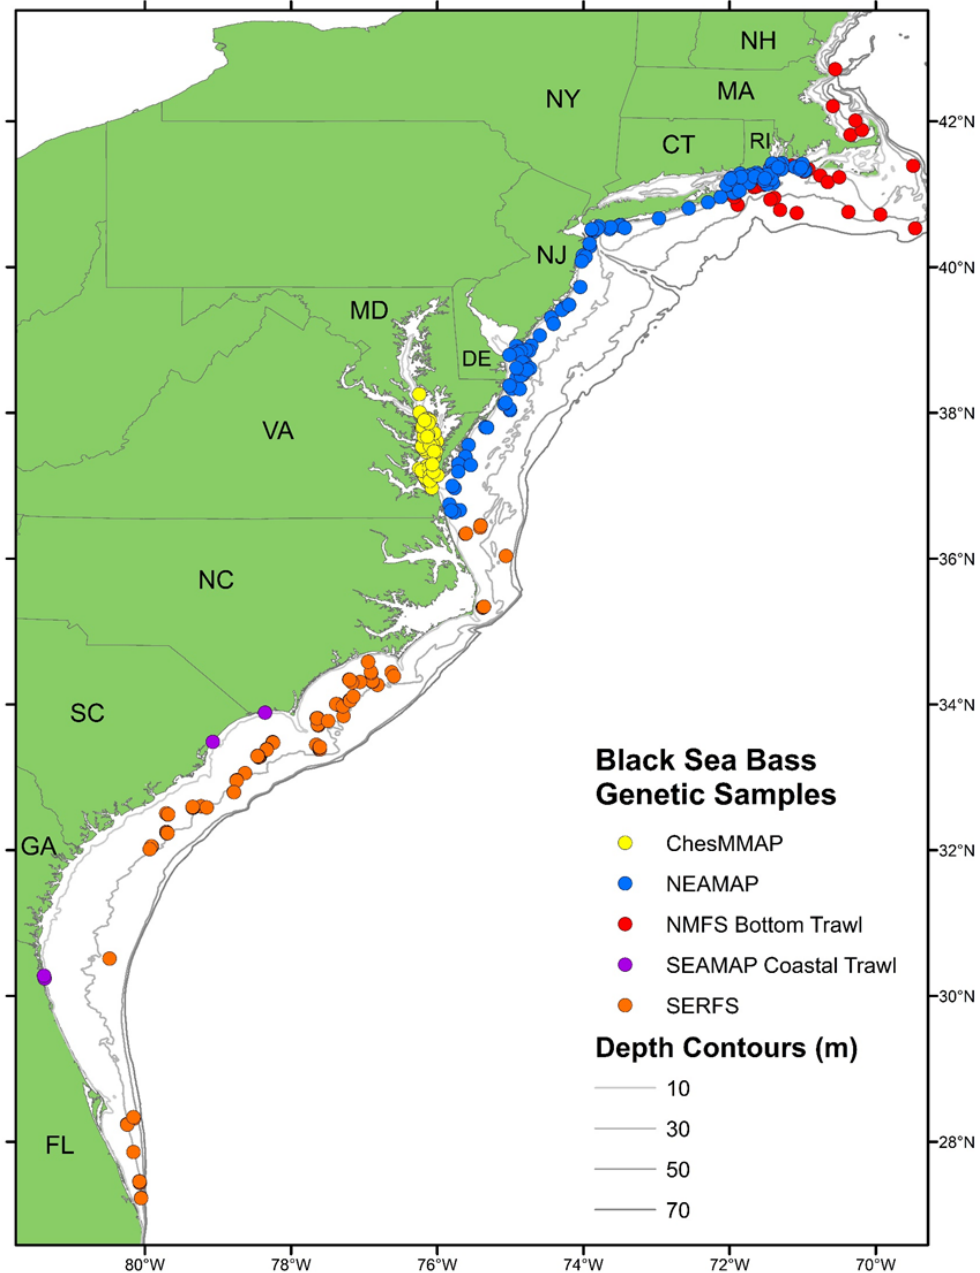 NH
MA
NY
42°N
CT
RI
NJ
40°N
MD
DE
38°N
VA
36°N
NC
34°N
SC
Black Sea Bass
Genetic Samples
ChesMMAP
GA
32°N
NEAMAP
NMFS Bottom Trawl
SEAMAP Coastal Trawl
30°N
SERFS
Depth Contours (m)
10
30
FL
28°N
50
70
80°W 78°W 76°W 74°W 72°W 70°W